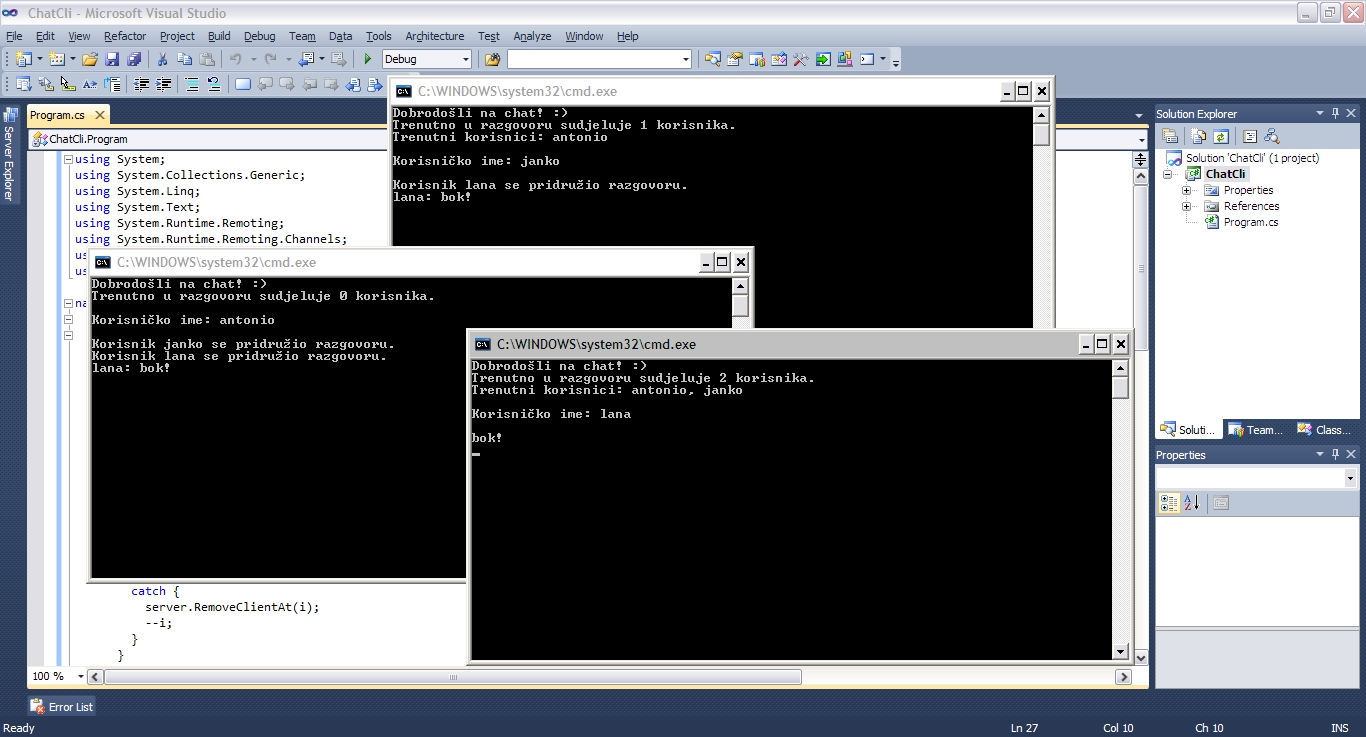 ChatCli - Microsoft Visual Studio
File Edit View Refactor Project Build Debug Team Data Tools Architecture Test Analyze Window Help
Debug
Server Explorer
Program.cs
ChatCli.Program
using System;
using System.Collections.Generic;
using System.Linq;
using System.Text;
using System.Runtime.Remoting;
using System.Runtime.Remoting.Channels;
us
us
na
catch {
server.RemoveClientAt(i);
--i;
}
}
100 %
C:\WINDOWS\system32\cmd.exe
Dobrodošli na chat! :)
Trenutno u razgovoru sudjeluje 1 korisnika.
Trenutni korisnici: antonio
Korisničko ime: janko
Korisnik lana se pridružio razgovoru.
lana: bok!
C:\WINDOWS\system32\cmd.exe
Dobrodošli na chat! :)
Trenutno u razgovoru sudjeluje 0 korisnika.
Korisničko ime: antonio
Korisnik janko se pridružio razgovoru.
Korisnik lana se pridružio razgovoru.
lana: bok!
C:\WINDOWS\system32\cmd.exe
Dobrodošli na chat! :)
Trenutno u razgovoru sudjeluje 2 korisnika.
Trenutni korisnici: antonio, janko
Korisničko ime: lana
bok!
Solution Explorer
Solution 'ChatCli' (1 project)
ChatCli
Properties
References
Program.cs
Soluti... Team... Class...
Properties
Error List
Ready Ln 27 Col 10 Ch 10 INS